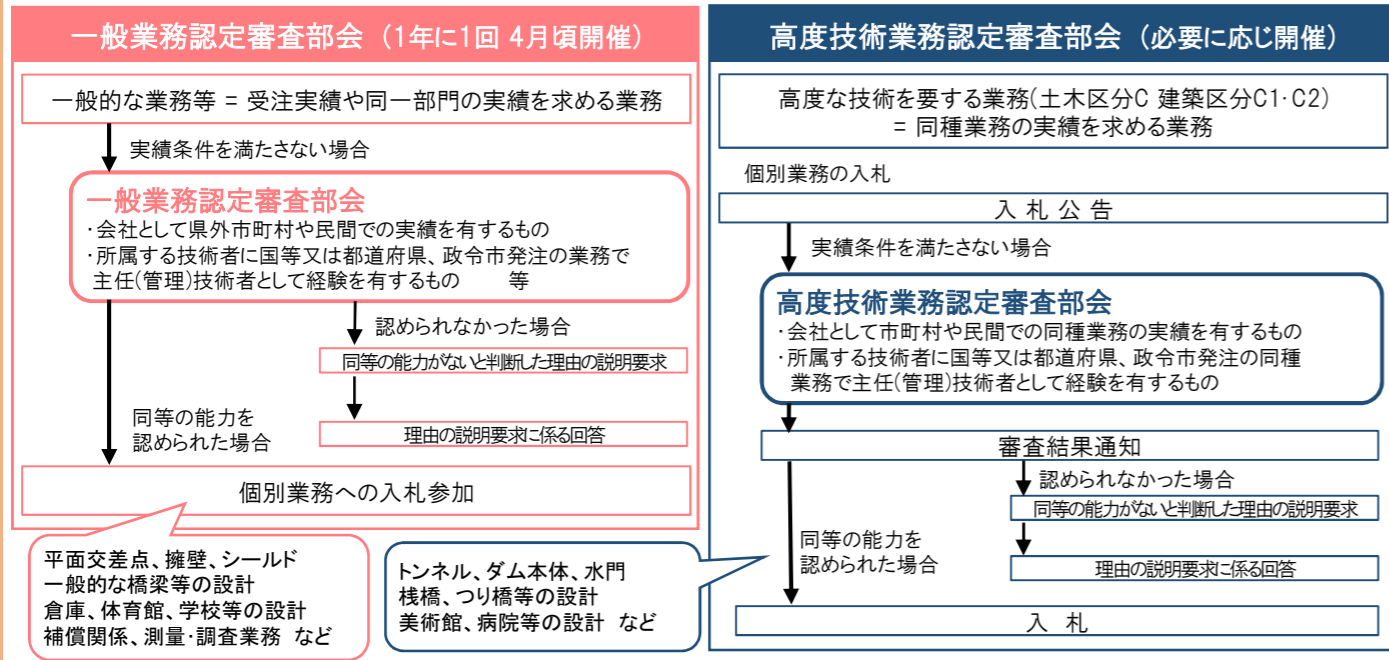 一般業務認定審査部会 (1年に1回 4月頃開催)
一般的な業務等 = 受注実績や同一部門の実績を求める業務
実績条件を満たさない場合
一般業務認定審査部会
・会社として県外市町村や民間での実績を有するもの
・所属する技術者に国等又は都道府県、政令市発注の業務で
主任(管理)技術者として経験を有するもの 等
認められなかった場合
同等の能力がないと判断した理由の説明要求
理由の説明要求に係る回答
同等の能力を
認められた場合
個別業務への入札参加
平面交差点、擁壁、シールド
一般的な橋梁等の設計
倉庫、体育館、学校等の設計
補償関係、測量・調査業務 など
高度技術業務認定審査部会 (必要に応じ開催)
高度な技術を要する業務(土木区分C 建築区分C1・C2)
= 同種業務の実績を求める業務
個別業務の入札
入札公告
実績条件を満たさない場合
高度技術業務認定審査部会
・会社として市町村や民間での同種業務の実績を有するもの
・所属する技術者に国等又は都道府県、政令市発注の同種
業務で主任(管理)技術者として経験を有するもの
審査結果通知
認められなかった場合
同等の能力がないと判断した理由の説明要求
理由の説明要求に係る回答
同等の能力を
認められた場合
入 札
トンネル、ダム本体、水門
桟橋、つり橋等の設計
美術館、病院等の設計 など